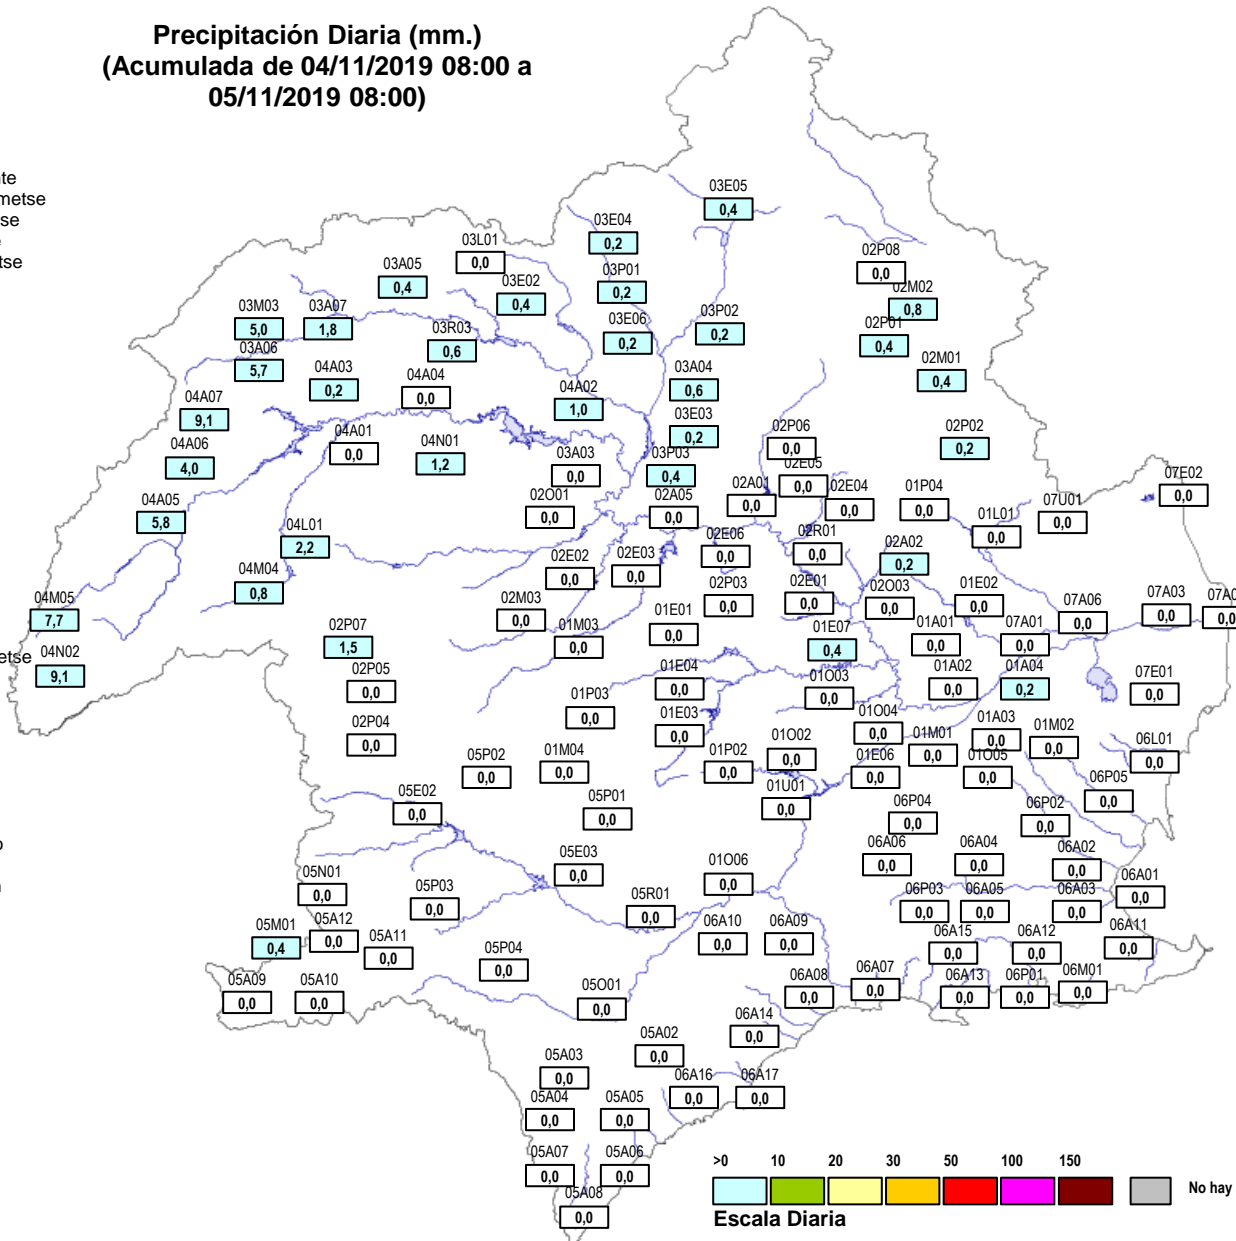 Precipitación Diaria (mm.)
(Acumulada de 04/11/2019 08:00 a
05/11/2019 08:00)
03E05
0,4
03E04
0,2
03L01
0,0
02P08
0,0
03A05
0,4
03P01
0,2
03E02
0,4
02M02
0,8
03M03
5,0
03A07
1,8
03P02
0,2
03E06
0,2
02P01
0,4
03R03
0,6
03A06
5,7
02M01
0,4
04A03
0,2
04A04
0,0
03A04
0,6
04A02
1,0
04A07
9,1
03E03
0,2
04A01
0,0
04N01
1,2
02P06
0,0
02P02
0,2
04A06
4,0
03A03
0,0
03P03
0,4
02E05
0,0
07E02
0,0
02A01
0,0
02E04
0,0
01P04
0,0
04A05
5,8
02O01
0,0
02A05
0,0
07U01
0,0
01L01
0,0
04L01
2,2
02E06
0,0
02R01
0,0
02A02
0,2
02E02
0,0
02E03
0,0
04M04
0,8
02P03
0,0
02E01
0,0
02O03
0,0
01E02
0,0
04M05
7,7
02M03
0,0
01E01
0,0
07A06
0,0
07A03
0,0
07A0
0,0
02P07
1,5
01M03
0,0
01E07
0,4
01A01
0,0
07A01
0,0
etse
04N02
9,1
02P05
0,0
01E04
0,0
01O03
0,0
01A02
0,0
01A04
0,2
07E01
0,0
01P03
0,0
01E03
0,0
01O04
0,0
02P04
0,0
01A03
0,0
01M02
0,0
01M01
0,0
06L01
0,0
05P02
0,0
01M04
0,0
01P02
0,0
01O02
0,0
01E06
0,0
01O05
0,0
05E02
0,0
05P01
0,0
01U01
0,0
06P04
0,0
06P02
0,0
06P05
0,0
05E03
0,0
01O06
0,0
06A06
0,0
06A04
0,0
06A02
0,0
05N01
0,0
05P03
0,0
05R01
0,0
06P03
0,0
06A05
0,0
06A03
0,0
06A01
0,0
05M01
0,4
05A12
0,0
05A11
0,0
06A10
0,0
06A09
0,0
06A15
0,0
06A12
0,0
06A11
0,0
05P04
0,0
05A09
0,0
05A10
0,0
05O01
0,0
06A08
0,0
06A07
0,0
06A13
0,0
06P01
0,0
06M01
0,0
06A14
0,0
05A02
0,0
05A03
0,0
06A16
0,0
06A17
0,0
05A04
0,0
05A05
0,0
05A07
0,0
05A06
0,0
05A08
0,0
>0 10 20 30 50 100 150
No hay
Escala Diaria